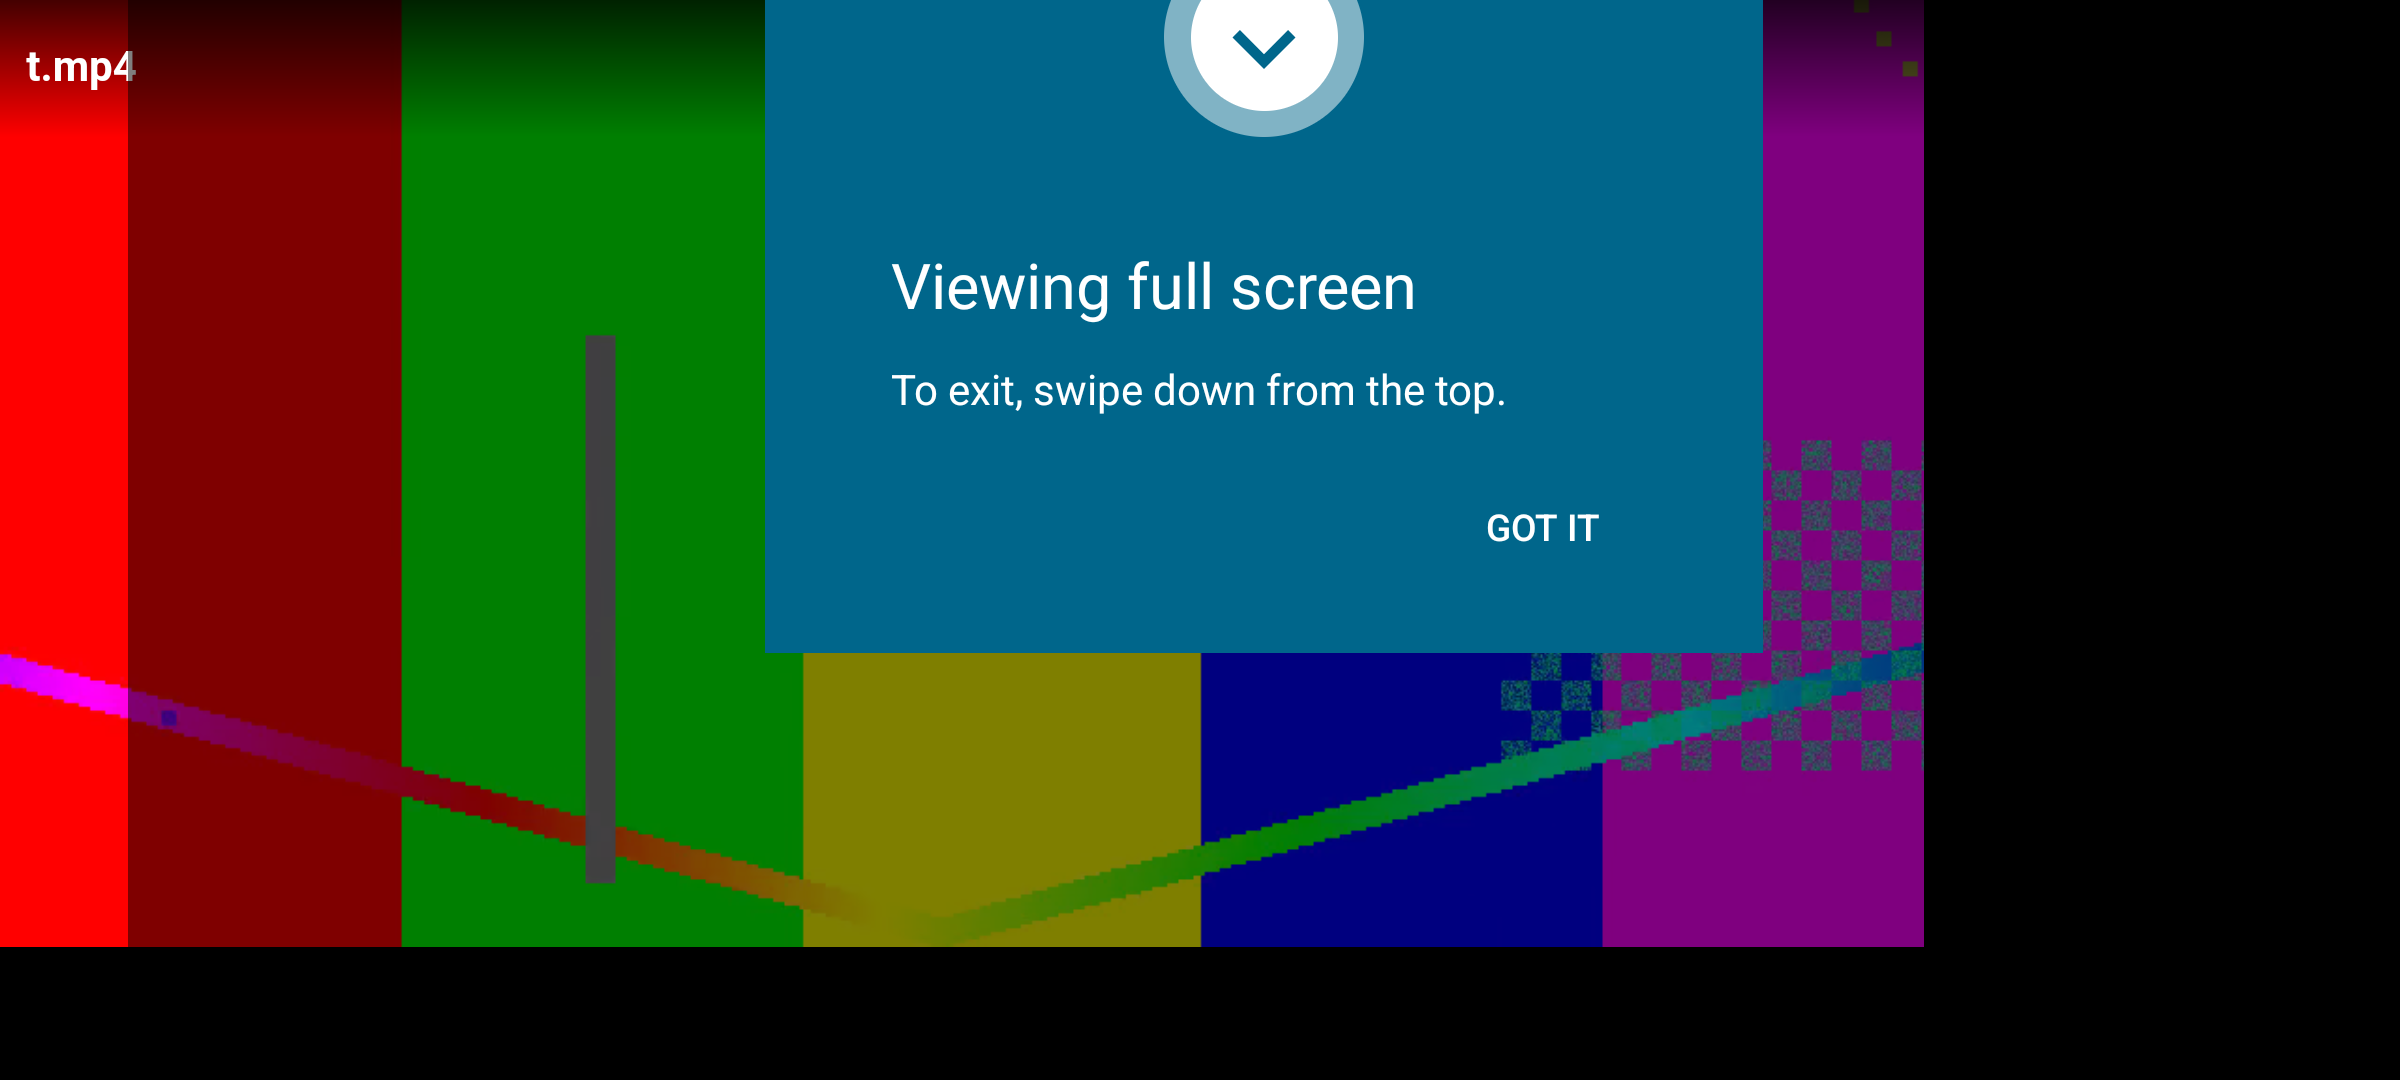 t.mp4
Viewing full screen
To exit, swipe down from the top.
GOT IT